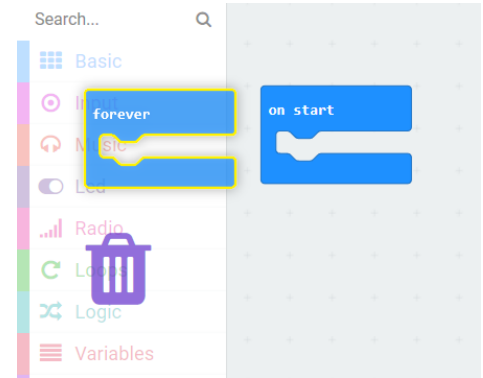 Search...
Basic
Input
forever
on start
Music
Led
Radio
Loops
Logic
Variables